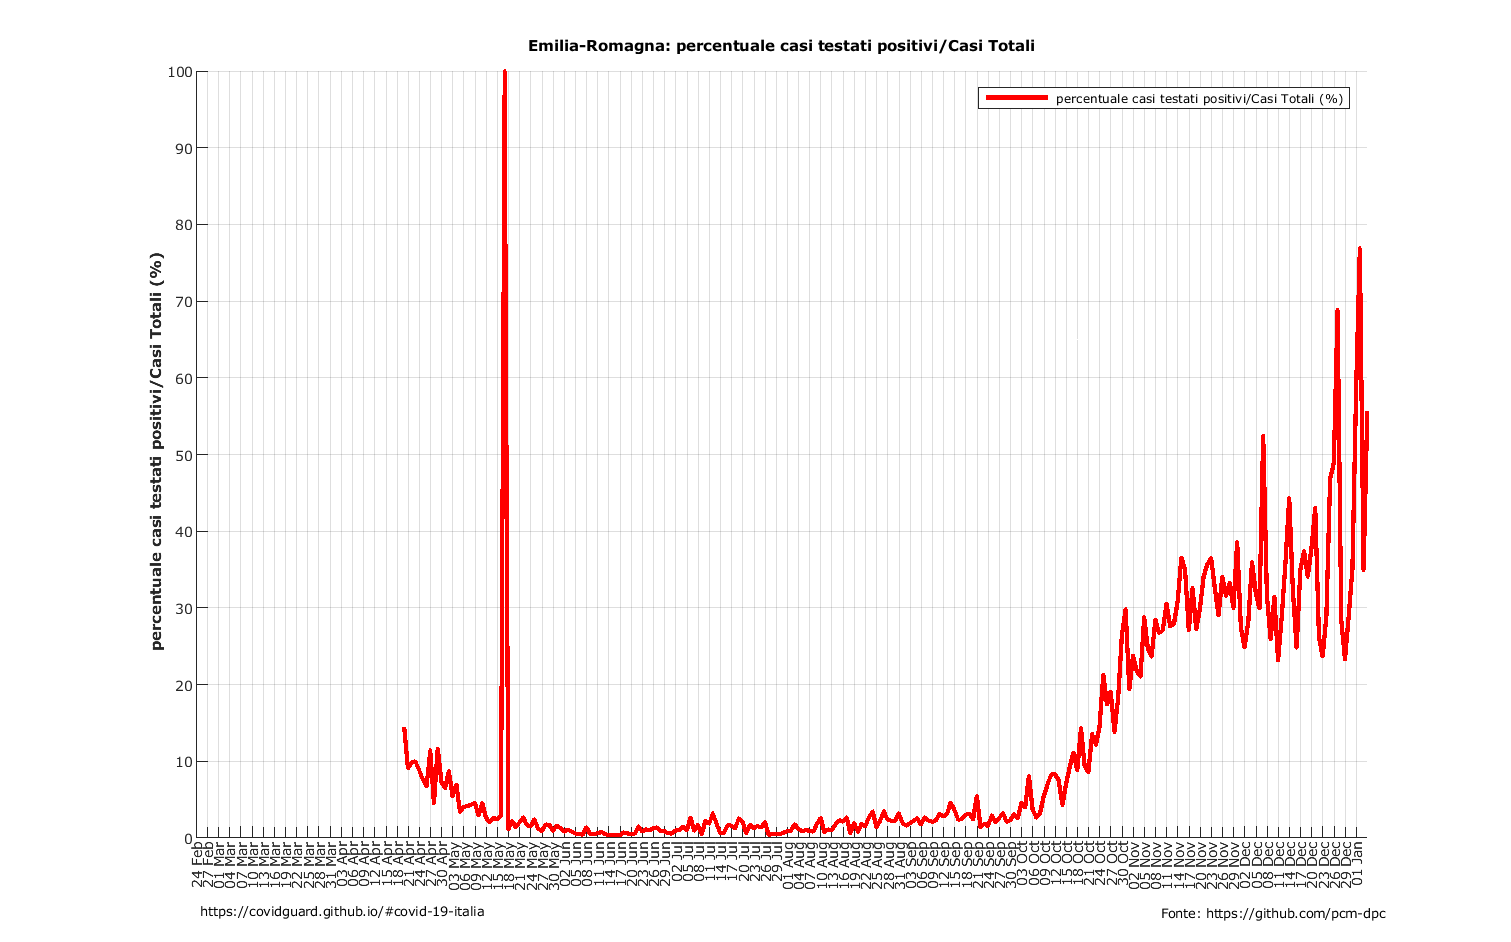 Emilia-Romagna: percentuale casi testati positivi/Casi Totali
percentuale casi testati positivi/Casi Totali (%)
percentuale casi testati positivi/Casi Totali (%)
100
90
80
70
60
50
40
30
20
10
0
24 Feb
27 Feb
01 Mar
04 Mar
07 Mar
10 Mar
13 Mar
16 Mar
19 Mar
22 Mar
25 Mar
28 Mar
31 Mar
03 Apr
06 Apr
09 Apr
12 Apr
15 Apr
18 Apr
21 Apr
24 Apr
27 Apr
30 Apr
03 May
06 May
09 May
12 May
15 May
18 May
21 May
24 May
27 May
30 May
02 Jun
05 Jun
08 Jun
11 Jun
14 Jun
17 Jun
20 Jun
23 Jun
26 Jun
29 Jun
02 Jul
05 Jul
08 Jul
11 Jul
14 Jul
17 Jul
20 Jul
23 Jul
26 Jul
29 Jul
01 Aug
04 Aug
07 Aug
10 Aug
13 Aug
16 Aug
19 Aug
22 Aug
25 Aug
28 Aug
31 Aug
03 Sep
06 Sep
09 Sep
12 Sep
15 Sep
18 Sep
21 Sep
24 Sep
27 Sep
30 Sep
03 Oct
06 Oct
09 Oct
12 Oct
15 Oct
18 Oct
21 Oct
24 Oct
27 Oct
30 Oct
02 Nov
05 Nov
08 Nov
11 Nov
14 Nov
17 Nov
20 Nov
23 Nov
26 Nov
29 Nov
02 Dec
05 Dec
08 Dec
11 Dec
14 Dec
17 Dec
20 Dec
23 Dec
26 Dec
29 Dec
01 Jan
https://covidguard.github.io/#covid-19-italia
Fonte: https://github.com/pcm-dpc